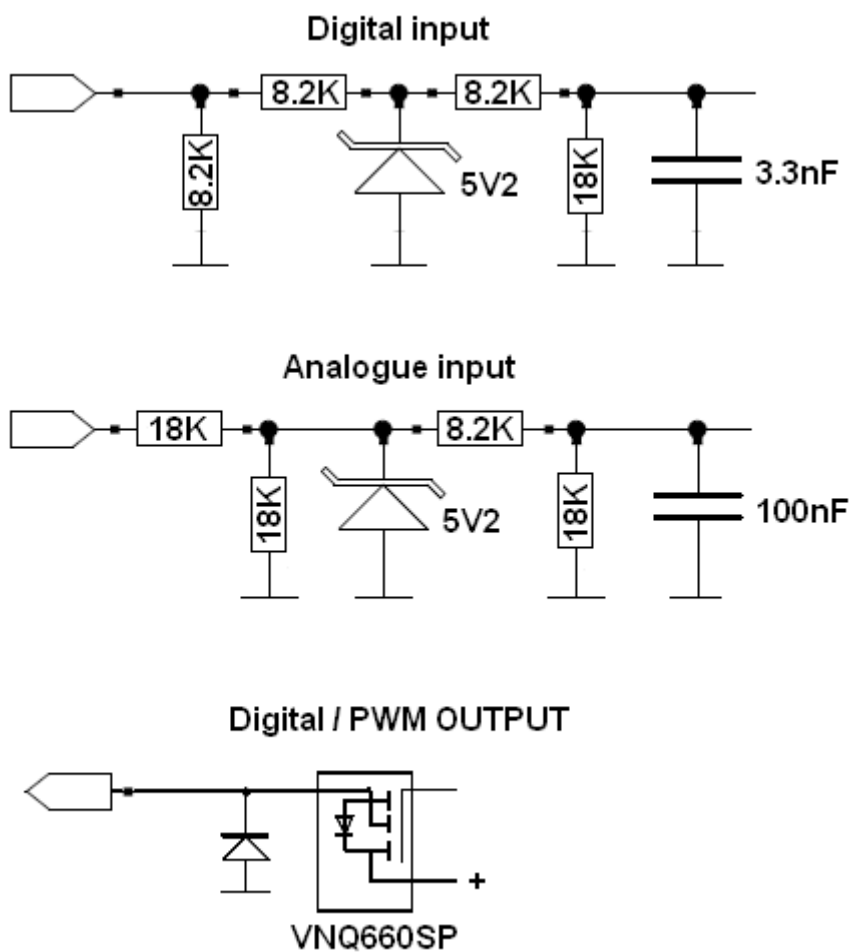 Digital input
8.2K
8.2K
8.2K
5V2
18K
3.3nF
Analogue input
18K
8.2K
18K
5V2
18K
100nF
Digital / PWM OUTPUT
+
VNQ660SP